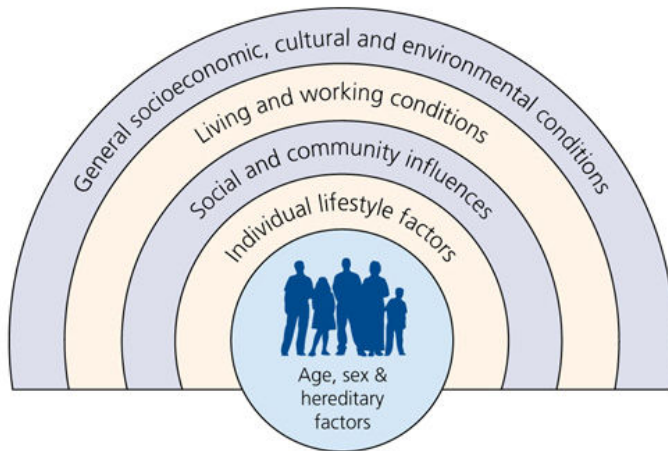 General socioeconomic, cultural and environmental conditions
Living and working conditions
Social and community influences
Individual lifestyle factors
Age, sex &
hereditary
factors